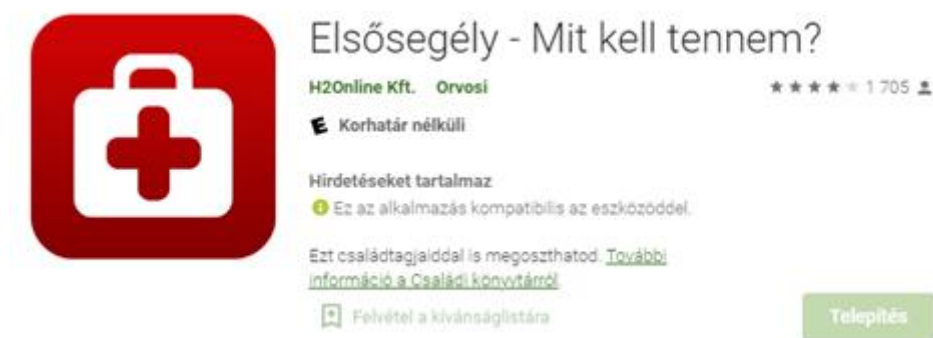 Elsősegély - Mit kell tennem?
H2Online Kft. Orvosi
1 705
E Korhatár nélküli
Hirdetéseket tartalmaz
Ez az alkalmazás kompatibilis az eszközöddel.
Ezt családtagjaiddal is megoszthatod. További
információ a Családi könyvtárról.
Felvétel a kívánságlistára
Telepítés